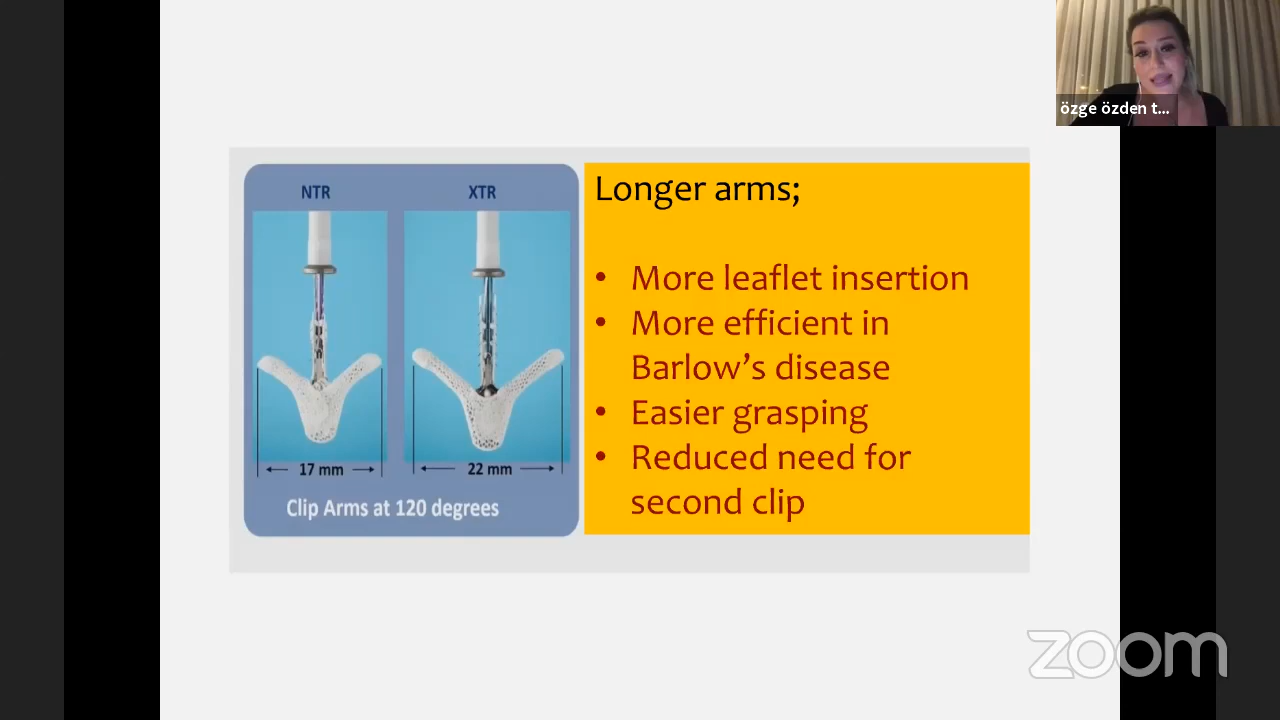 özge özden t...
NTR
XTR
17 mm
22 mm
Clip Arms at 120 degrees
Longer arms;
• More leaflet insertion
• More efficient in
Barlow’s disease
• Easier grasping
• Reduced need for
second clip
zoom